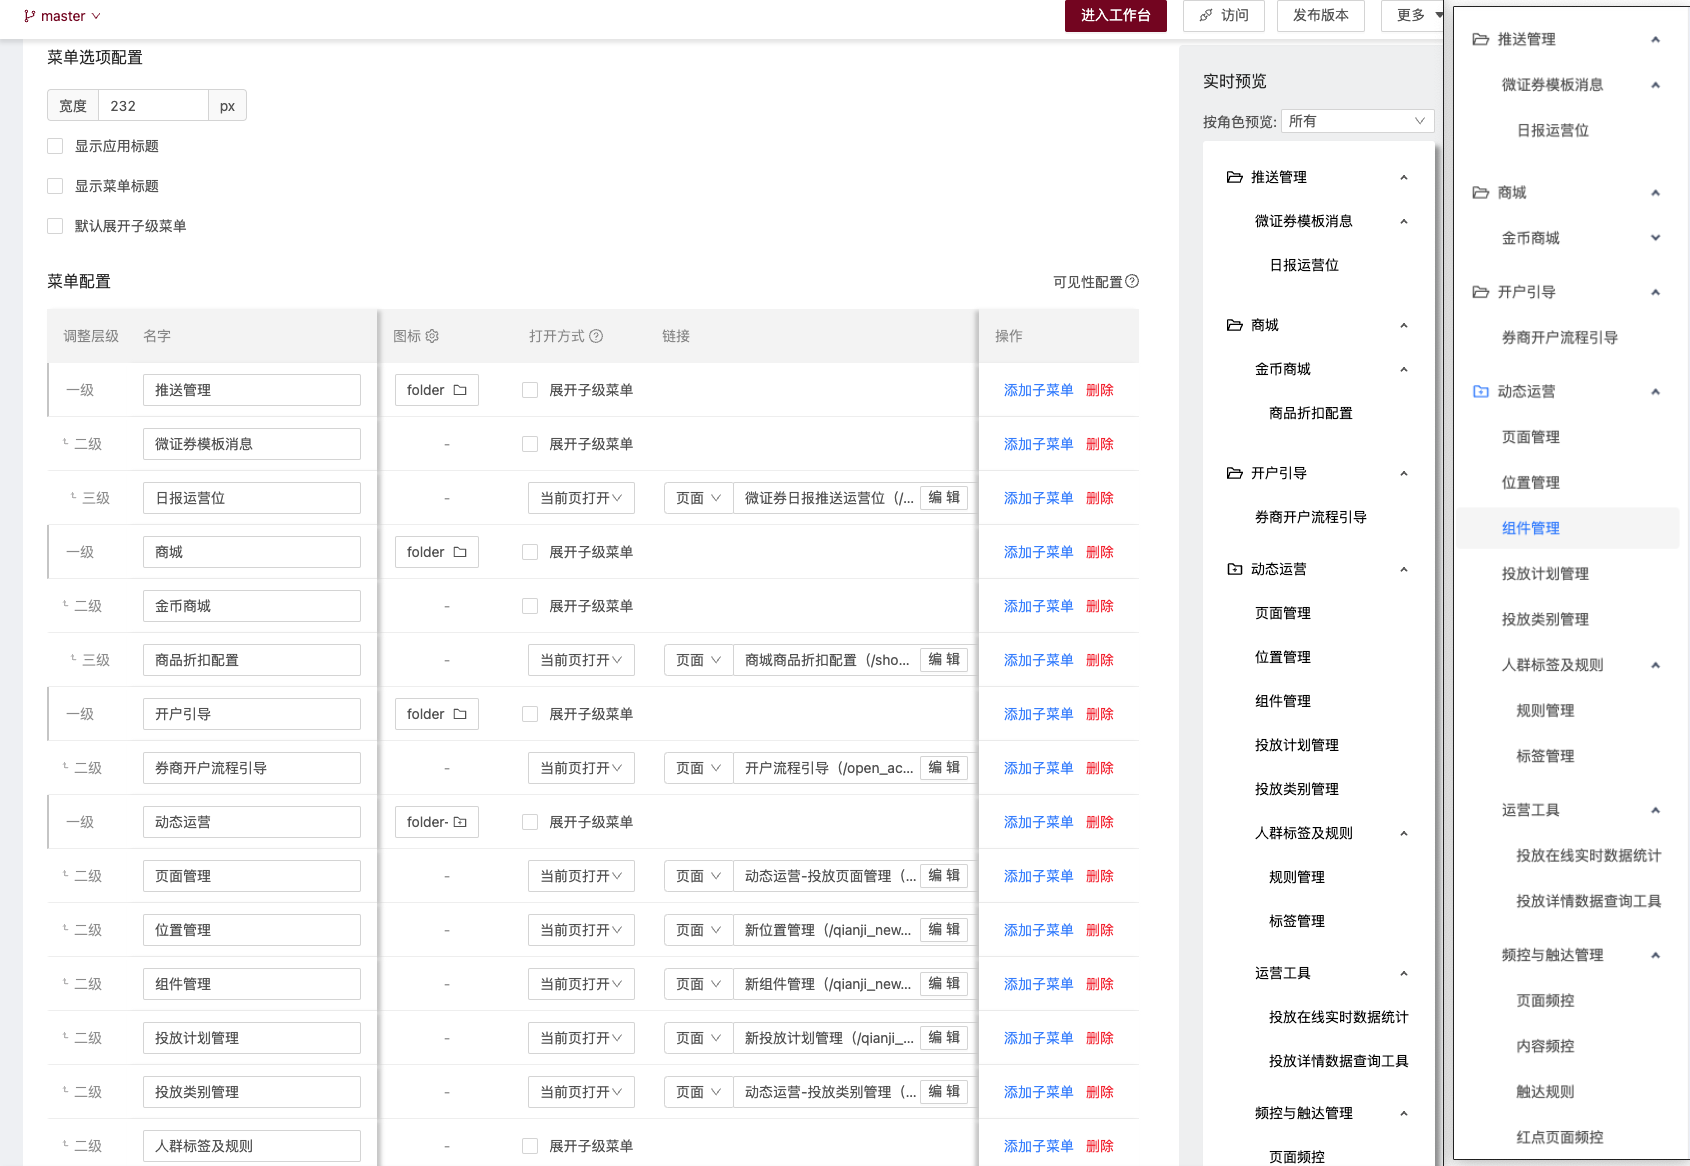 master
进入工作台
访问
发布版本
更多
菜单选项配置
宽度 232 px
显示应用标题
显示菜单标题
默认展开子级菜单
菜单配置
可见性配置
调整层级 名字 图标 打开方式 链接 操作
一级 推送管理 folder 展开子级菜单 添加子菜单 删除
二级 微证券模板消息 - 展开子级菜单 添加子菜单 删除
三级 日报运营位 - 当前页打开 页面 微证券日报推送运营位（/... 编 辑 添加子菜单 删除
一级 商城 folder 展开子级菜单 添加子菜单 删除
二级 金币商城 - 展开子级菜单 添加子菜单 删除
三级 商品折扣配置 - 当前页打开 页面 商城商品折扣配置（/sho... 编 辑 添加子菜单 删除
一级 开户引导 folder 展开子级菜单 添加子菜单 删除
二级 券商开户流程引导 - 当前页打开 页面 开户流程引导（/open_ac... 编 辑 添加子菜单 删除
一级 动态运营 folder- 展开子级菜单 添加子菜单 删除
二级 页面管理 - 当前页打开 页面 动态运营-投放页面管理（... 编 辑 添加子菜单 删除
二级 位置管理 - 当前页打开 页面 新位置管理（/qianji_new... 编 辑 添加子菜单 删除
二级 组件管理 - 当前页打开 页面 新组件管理（/qianji_new... 编 辑 添加子菜单 删除
二级 投放计划管理 - 当前页打开 页面 新投放计划管理（/qianji_... 编 辑 添加子菜单 删除
二级 投放类别管理 - 当前页打开 页面 动态运营-投放类别管理（... 编 辑 添加子菜单 删除
二级 人群标签及规则 - 展开子级菜单 添加子菜单 删除
实时预览
按角色预览: 所有
推送管理
微证券模板消息
日报运营位
商城
金币商城
商品折扣配置
开户引导
券商开户流程引导
动态运营
页面管理
位置管理
组件管理
投放计划管理
投放类别管理
人群标签及规则
规则管理
标签管理
运营工具
投放在线实时数据统计
投放详情数据查询工具
频控与触达管理
页面频控
推送管理
微证券模板消息
日报运营位
商城
金币商城
开户引导
券商开户流程引导
动态运营
页面管理
位置管理
组件管理
投放计划管理
投放类别管理
人群标签及规则
规则管理
标签管理
运营工具
投放在线实时数据统计
投放详情数据查询工具
频控与触达管理
页面频控
内容频控
触达规则
红点页面频控